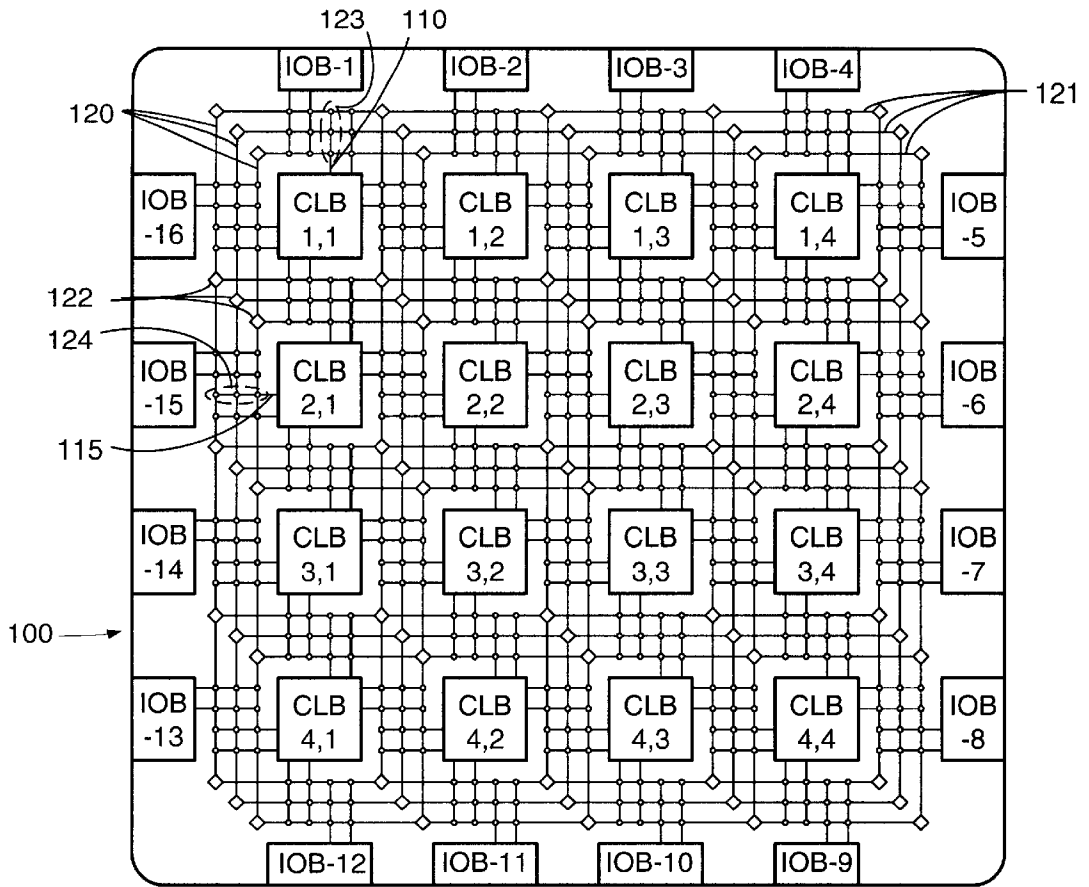 123 110
IOB-1 IOB-2 IOB-3 IOB-4
120 121
IOB CLB CLB CLB CLB IOB
-16 1,1 1,2 1,3 1,4 -5
122
124
IOB CLB CLB CLB CLB IOB
-15 2,1 2,2 2,3 2,4 -6
115
IOB CLB CLB CLB CLB IOB
-14 3,1 3,2 3,3 3,4 -7
100
IOB CLB CLB CLB CLB IOB
-13 4,1 4,2 4,3 4,4 -8
IOB-12 IOB-11 IOB-10 IOB-9